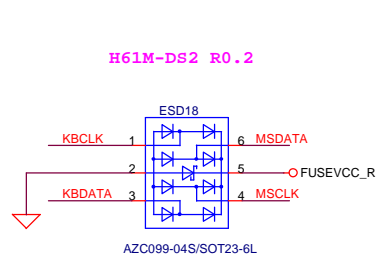 H61M-DS2 R0.2
ESD18
KBCLK 1 6 MSDATA
2 5 FUSEVCC_R
KBDATA 3 4 MSCLK
AZC099-04S/SOT23-6L